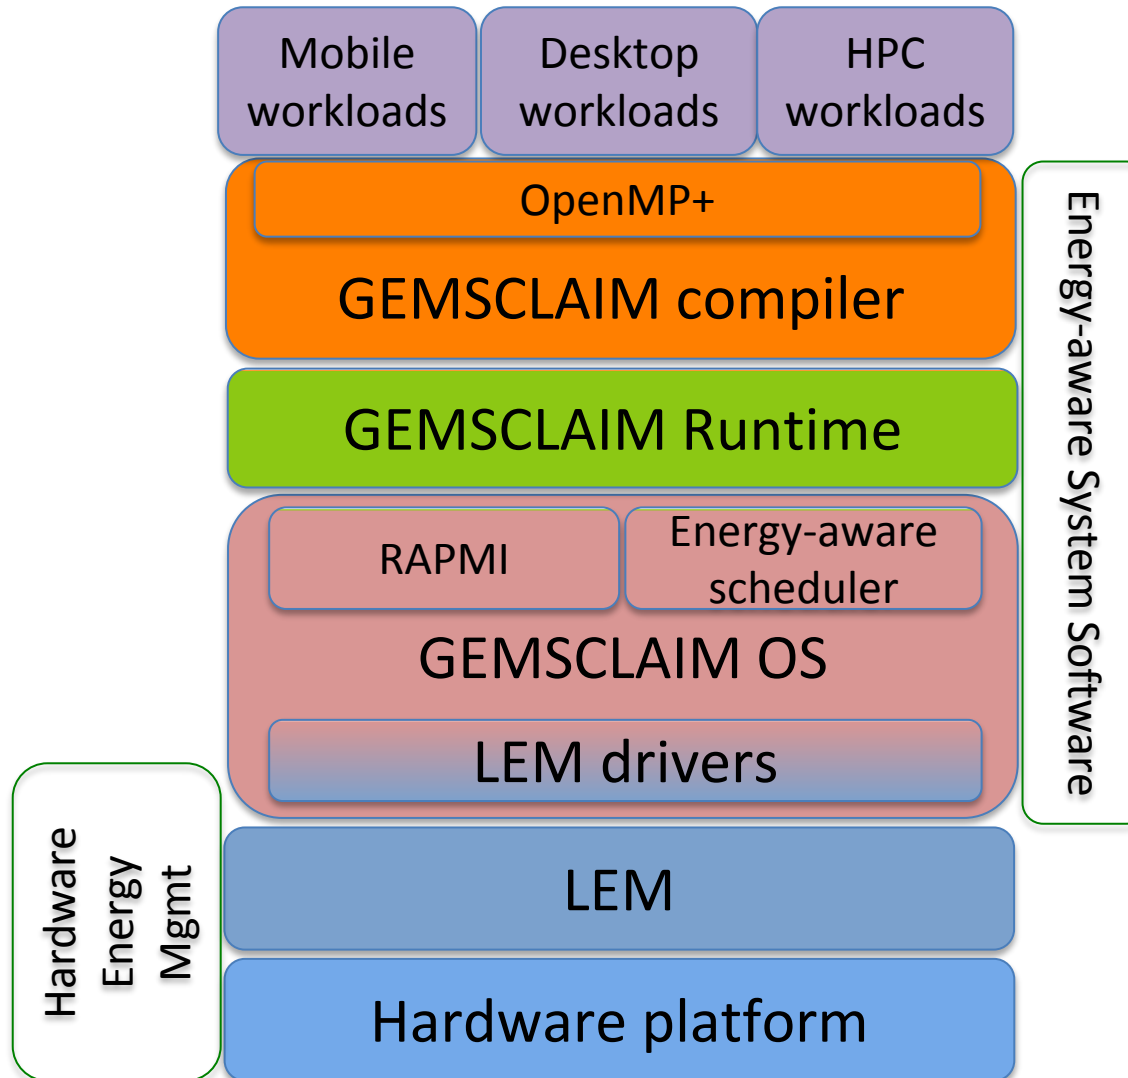 Mobile
workloads
Desktop
workloads
HPC
workloads
OpenMP+
GEMSCLAIM compiler
GEMSCLAIM Runtime
RAPMI
Energy-aware
scheduler
GEMSCLAIM OS
LEM drivers
LEM
Hardware platform
Energy-aware System Software
Hardware
Energy
Mgmt